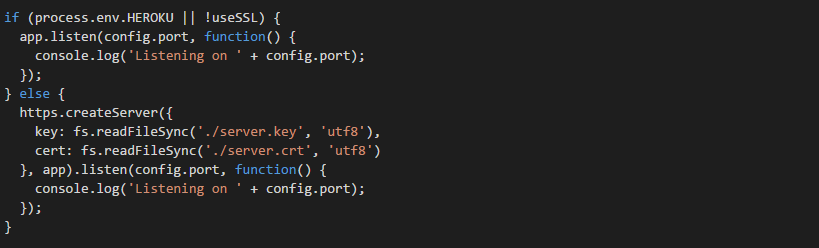 if (process.env.HEROKU || !useSSL) {
  app.listen(config.port, function() {
    console.log('Listening on ' + config.port);
  });
} else {
  https.createServer({
    key: fs.readFileSync('./server.key', 'utf8'),
    cert: fs.readFileSync('./server.crt', 'utf8')
  }, app).listen(config.port, function() {
    console.log('Listening on ' + config.port);
  });
}